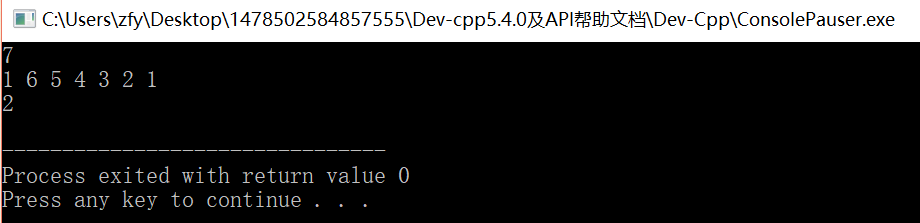 C:\Users\zfy\Desktop\1478502584857555\Dev-cpp5.4.0及API帮助文档\Dev-Cpp\ConsolePauser.exe
7
1 6 5 4 3 2 1
2
--------------------------------
Process exited with return value 0
Press any key to continue . . .